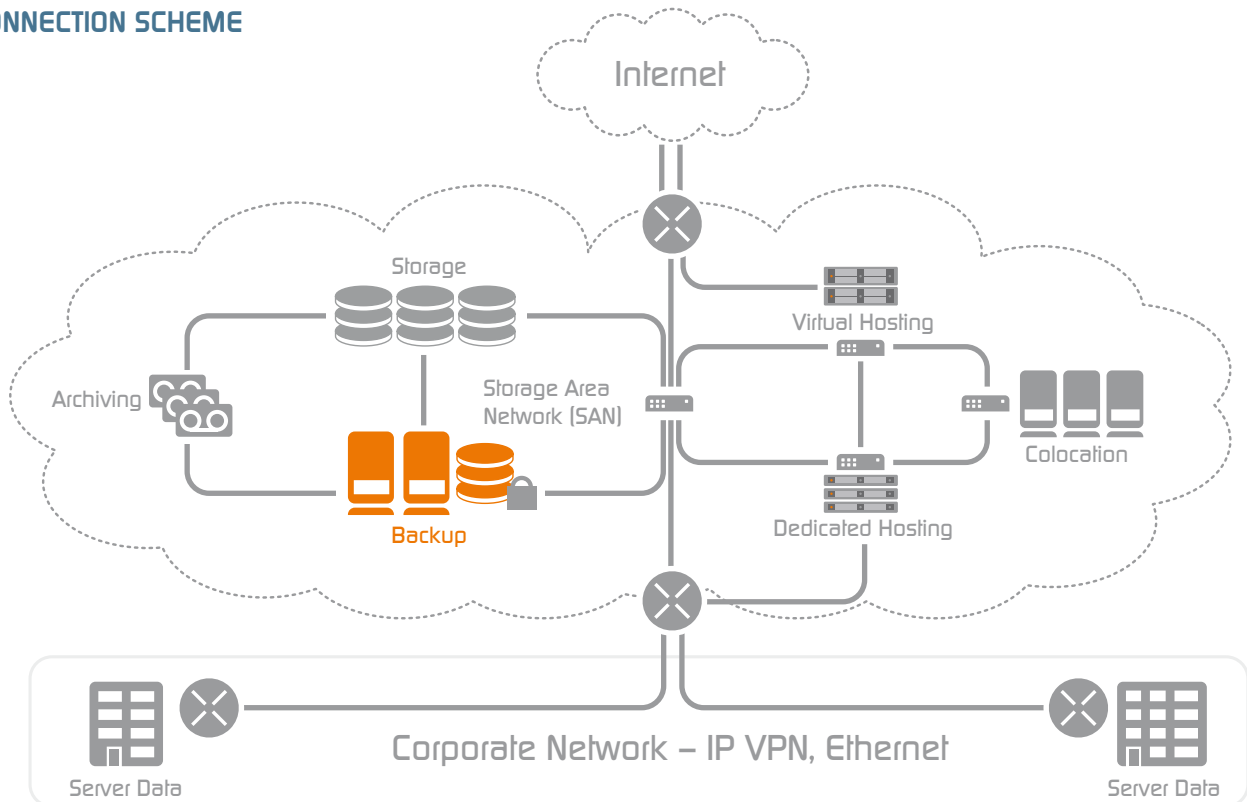 ONNECTION SCHEME
Internet
Storage
Virtual Hosting
Archiving
Storage Area
Network (SAN)
Colocation
Backup
Dedicated Hosting
Corporate Network – IP VPN, Ethernet
Server Data
Server Data